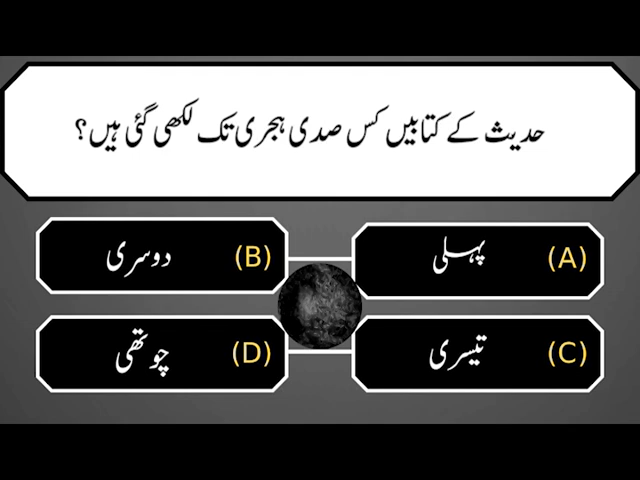 حدیث کے کتابیں کس صدی ہجری تک لکھی گئی ہیں؟
(A) پہلی
(B) دوسری
(C) تیسری
(D) چوتھی